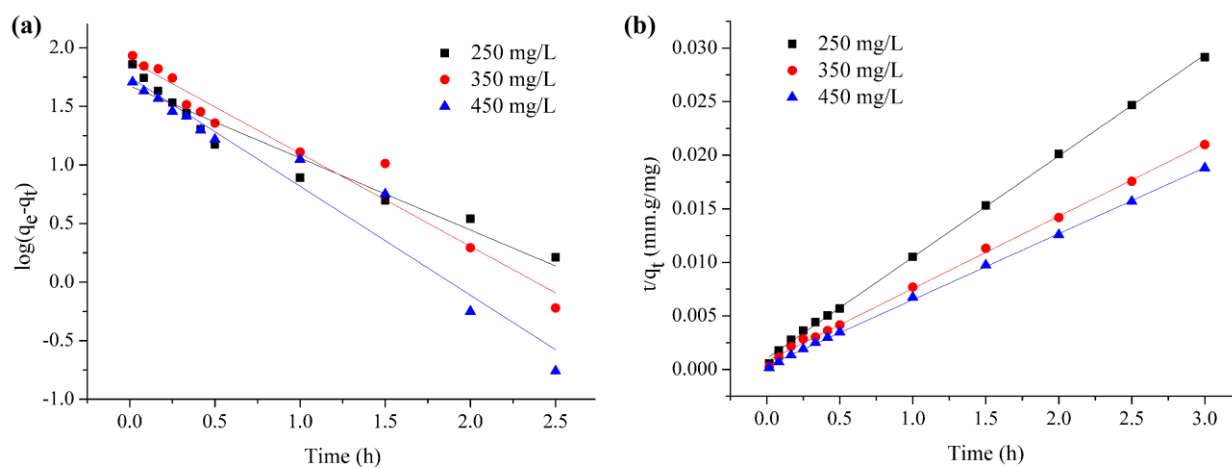 (a)
2.0
1.5
1.0
0.5
0.0
-0.5
-1.0
log(qe-qt)
250 mg/L
350 mg/L
450 mg/L
0.0 0.5 1.0 1.5 2.0 2.5
Time (h)
(b)
0.030
0.025
0.020
0.015
0.010
0.005
0.000
t/qt (min.g/mg)
250 mg/L
350 mg/L
450 mg/L
0.0 0.5 1.0 1.5 2.0 2.5 3.0
Time (h)